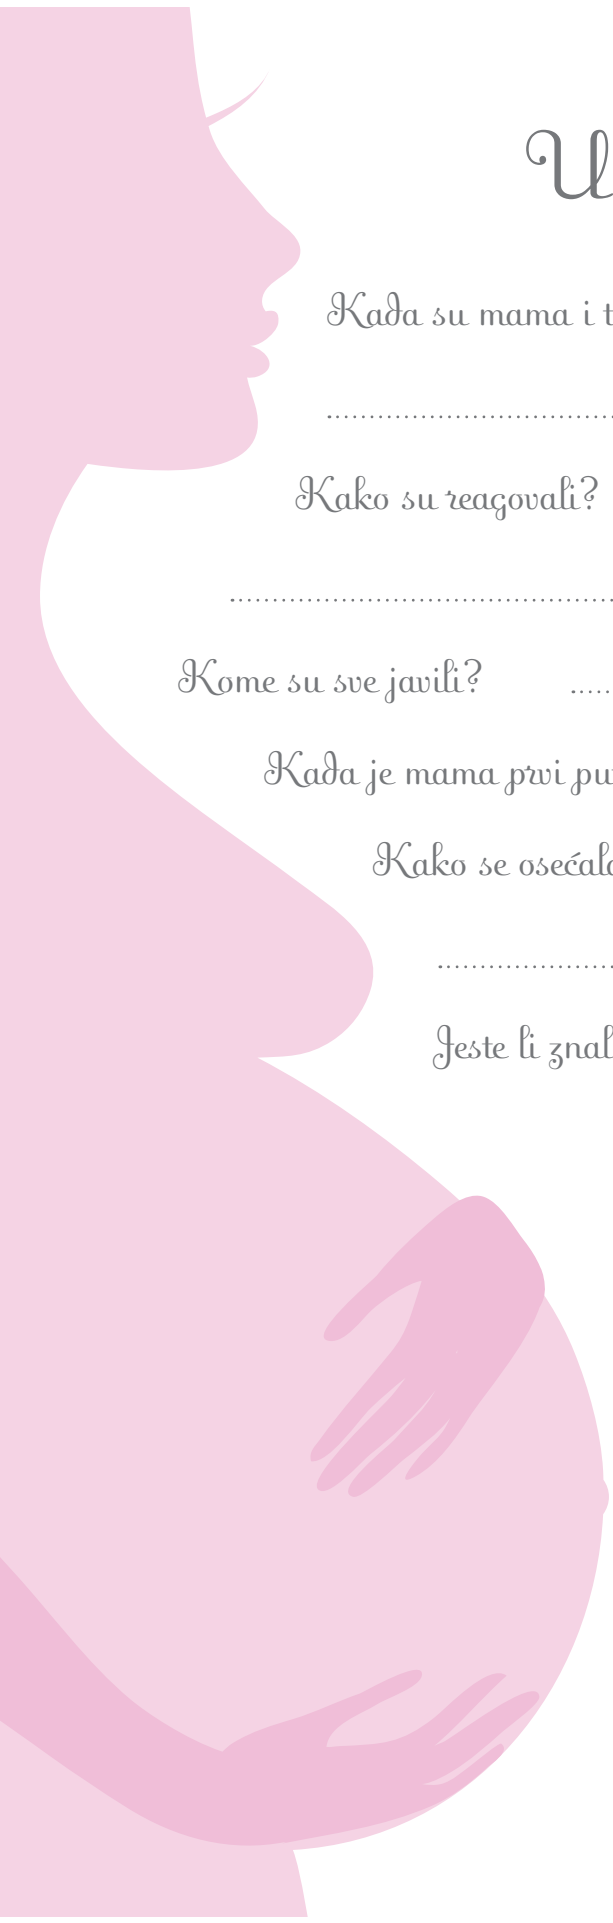 U
Kada su mama i t
Kako su reagovali?
Kome su sve javili?
Kada je mama prvi pu
Kako se osećala
Jeste li znal